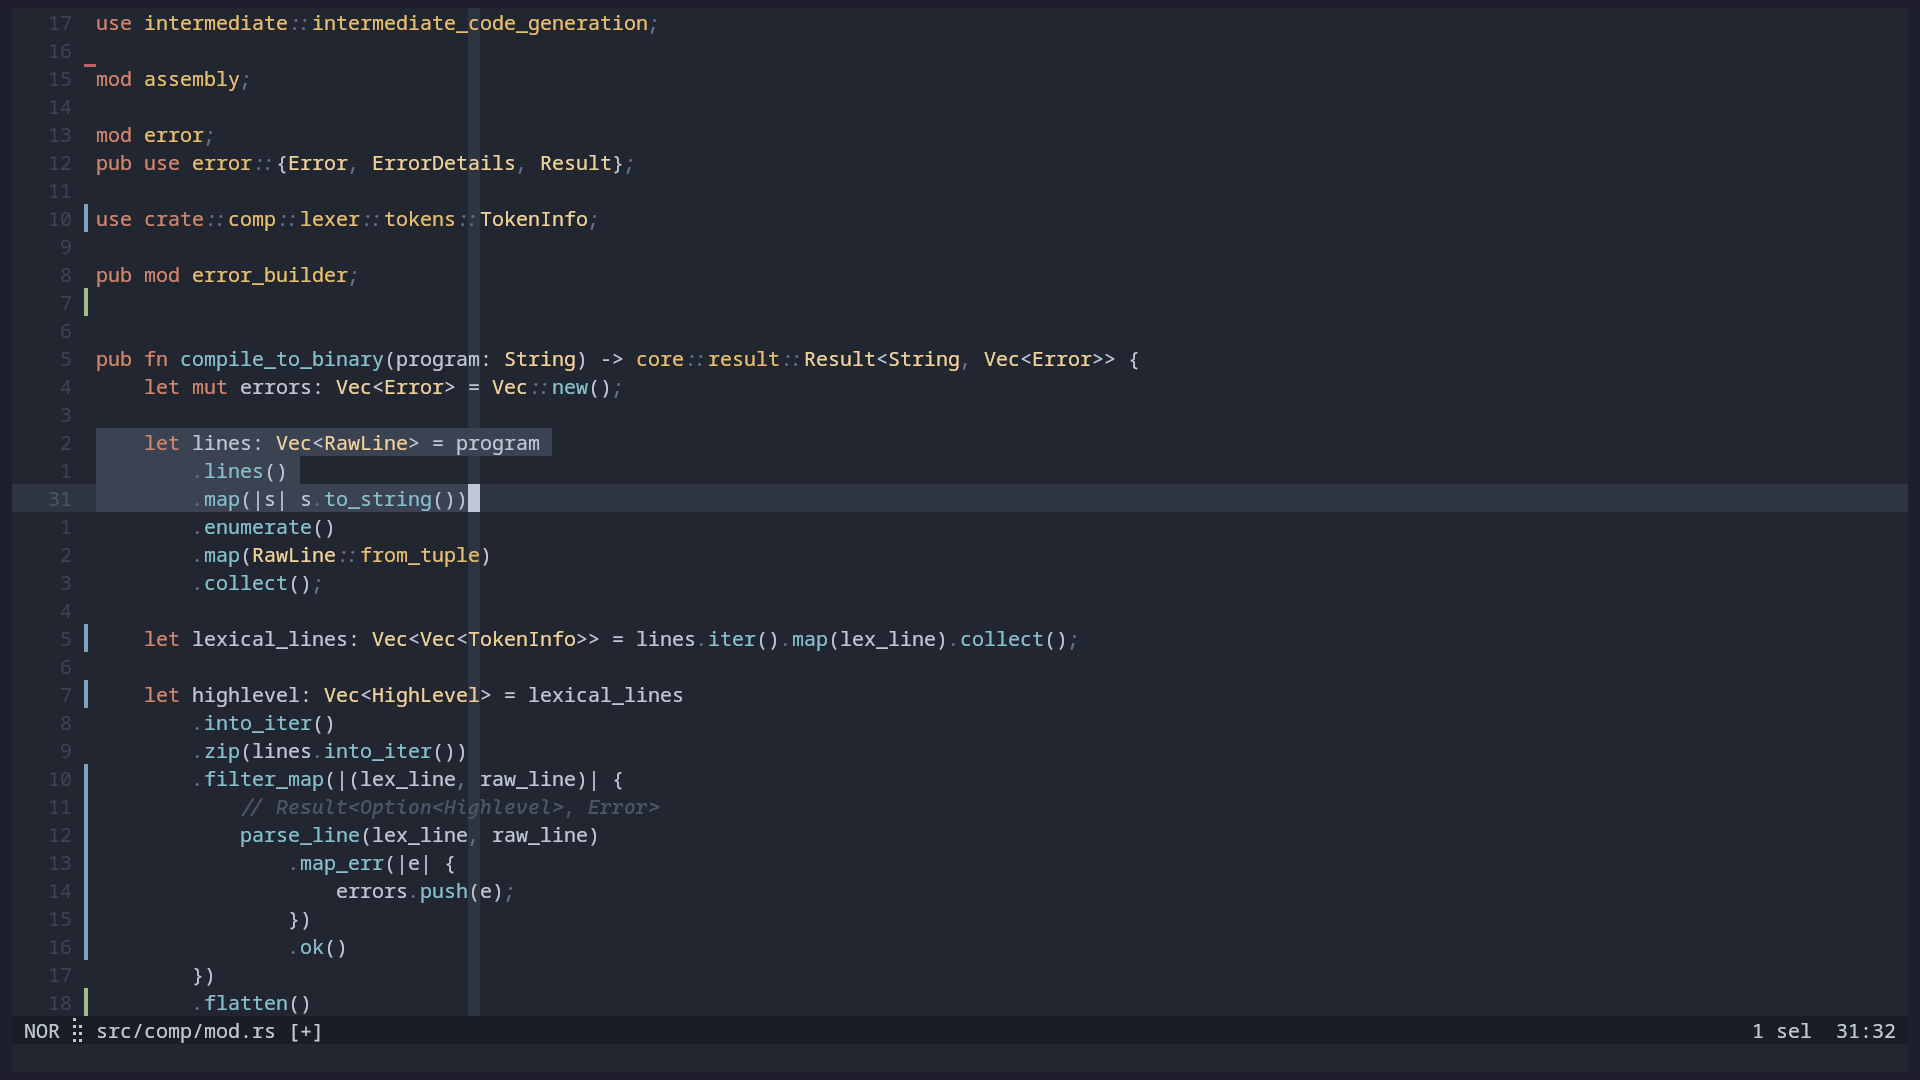 17 use intermediate::intermediate_code_generation;
16
15 mod assembly;
14
13 mod error;
12 pub use error::{Error, ErrorDetails, Result};
11
10 use crate::comp::lexer::tokens::TokenInfo;
9
8 pub mod error_builder;
7
6
5 pub fn compile_to_binary(program: String) -> core::result::Result<String, Vec<Error>> {
4     let mut errors: Vec<Error> = Vec::new();
3
2     let lines: Vec<RawLine> = program
1         .lines()
31         .map(|s| s.to_string())
1         .enumerate()
2         .map(RawLine::from_tuple)
3         .collect();
4
5     let lexical_lines: Vec<Vec<TokenInfo>> = lines.iter().map(lex_line).collect();
6
7     let highlevel: Vec<HighLevel> = lexical_lines
8         .into_iter()
9         .zip(lines.into_iter())
10         .filter_map(|(lex_line, raw_line)| {
11             // Result<Option<Highlevel>, Error>
12             parse_line(lex_line, raw_line)
13                 .map_err(|e| {
14                     errors.push(e);
15                 })
16                 .ok()
17         })
18         .flatten()
NOR ⣽ src/comp/mod.rs [+] 1 sel 31:32